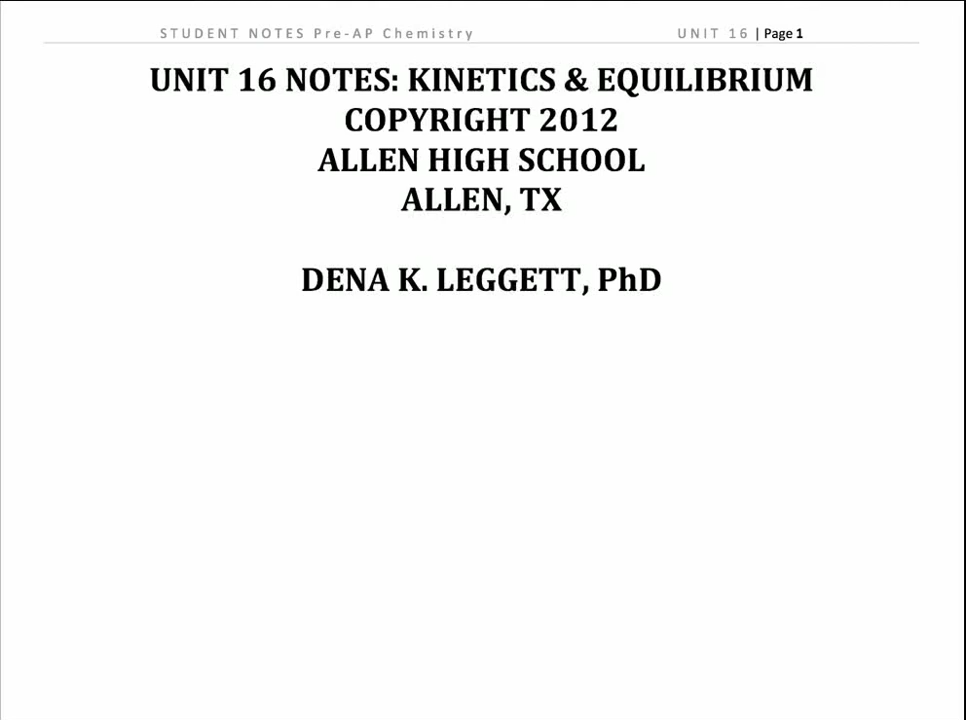 STUDENT NOTES Pre-AP Chemistry UNIT 16 | Page 1
UNIT 16 NOTES: KINETICS & EQUILIBRIUM
COPYRIGHT 2012
ALLEN HIGH SCHOOL
ALLEN, TX
DENA K. LEGGETT, PhD